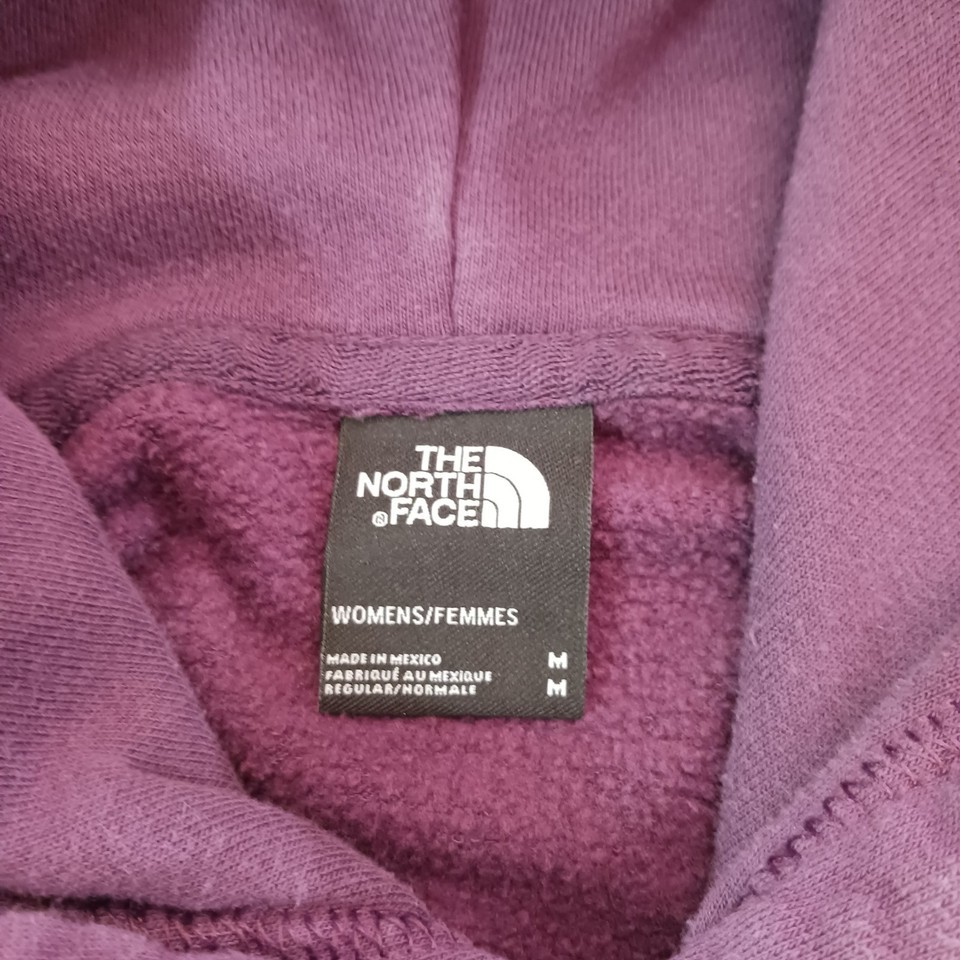 THE
NORTH
®FACE
WOMENS/FEMMES
MADE IN MEXICO M
FABRIQUÉ AU MEXIQUE
REGULAR/NORMALE M